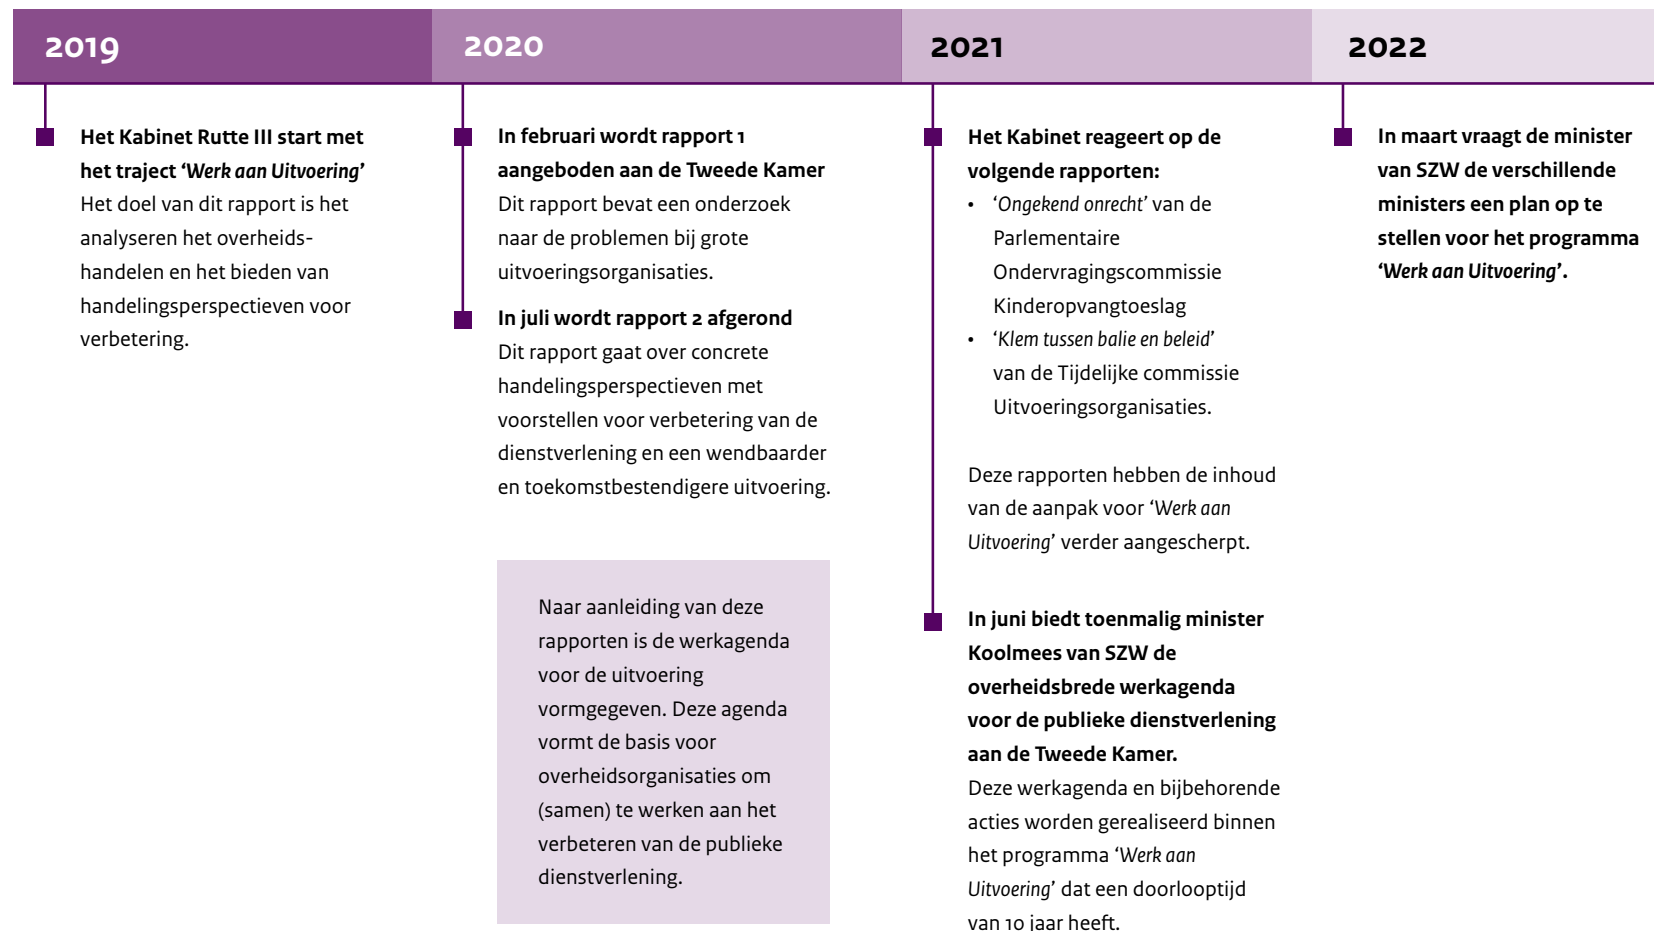 2019
Het Kabinet Rutte III start met
het traject ‘Werk aan Uitvoering’
Het doel van dit rapport is het
analyseren het overheids-
handelen en het bieden van
handelingsperspectieven voor
verbetering.
2020
In februari wordt rapport 1
aangeboden aan de Tweede Kamer
Dit rapport bevat een onderzoek
naar de problemen bij grote
uitvoeringsorganisaties.
In juli wordt rapport 2 afgerond
Dit rapport gaat over concrete
handelingsperspectieven met
voorstellen voor verbetering van de
dienstverlening en een wendbaarder
en toekomstbestendigere uitvoering.
Naar aanleiding van deze
rapporten is de werkagenda
voor de uitvoering
vormgegeven. Deze agenda
vormt de basis voor
overheidsorganisaties om
(samen) te werken aan het
verbeteren van de publieke
dienstverlening.
2021
Het Kabinet reageert op de
volgende rapporten:
• ‘Ongekend onrecht’ van de
Parlementaire
Ondervragingscommissie
Kinderopvangtoeslag
• ‘Klem tussen balie en beleid’
van de Tijdelijke commissie
Uitvoeringsorganisaties.
Deze rapporten hebben de inhoud
van de aanpak voor ‘Werk aan
Uitvoering’ verder aangescherpt.
In juni biedt toenmalig minister
Koolmees van SZW de
overheidsbrede werkagenda
voor de publieke dienstverlening
aan de Tweede Kamer.
Deze werkagenda en bijbehorende
acties worden gerealiseerd binnen
het programma ‘Werk aan
Uitvoering’ dat een doorlooptijd
van 10 jaar heeft.
2022
In maart vraagt de minister
van SZW de verschillende
ministers een plan op te
stellen voor het programma
‘Werk aan Uitvoering’.